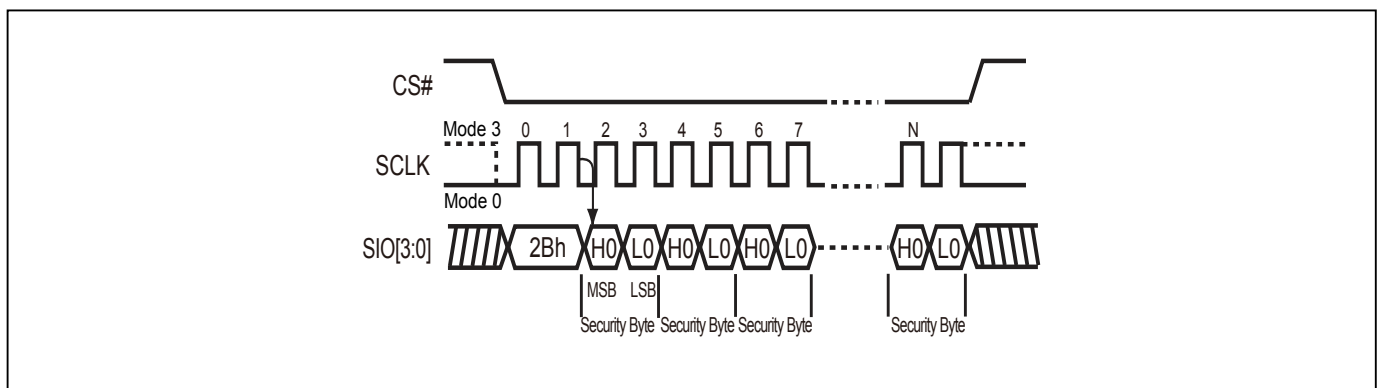 CS#
Mode 3 0 1 2 3 4 5 6 7 N
SCLK
Mode 0
SIO[3:0] 2Bh H0 L0 H0 L0 H0 L0 H0 L0
MSB LSB
Security Byte Security Byte Security Byte Security Byte